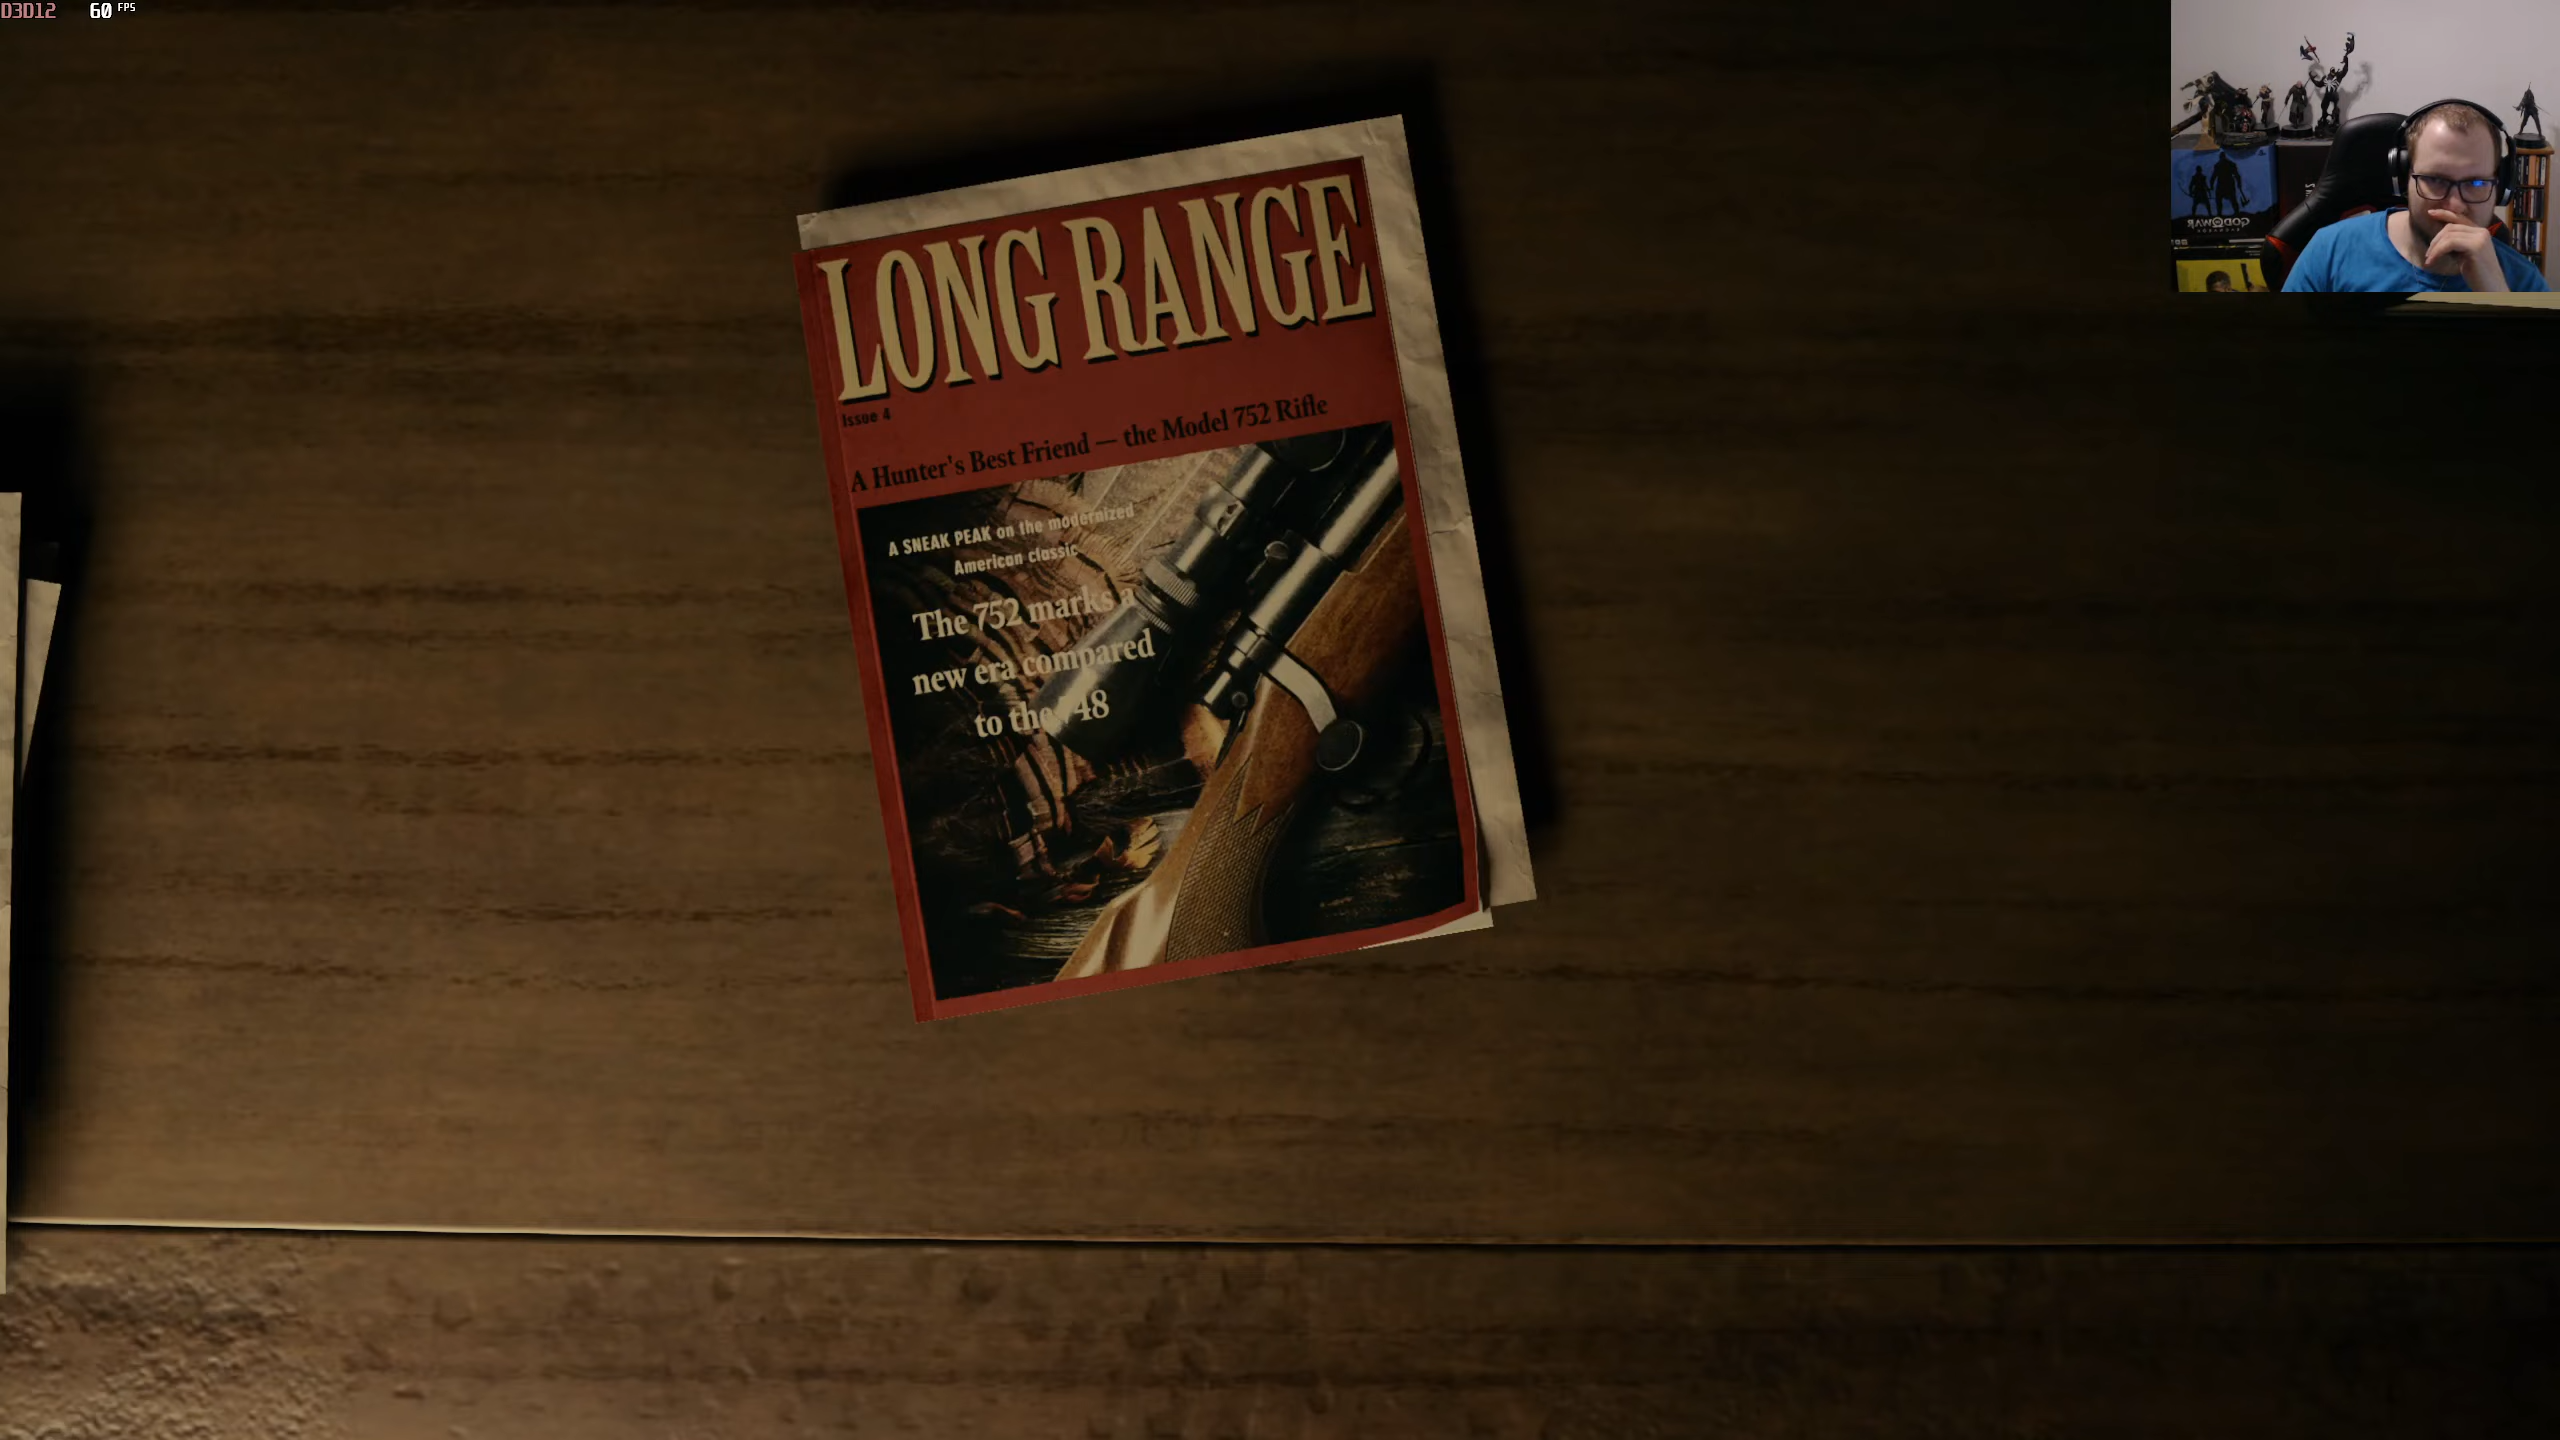 D3D12 60 FPS
LONG RANGE
Issue 4
A Hunter's Best Friend — the Model 752 Rifle
A SNEAK PEAK on the modernized
American classic
The 752 marks a
new era compared
to the '48
GODOWAR